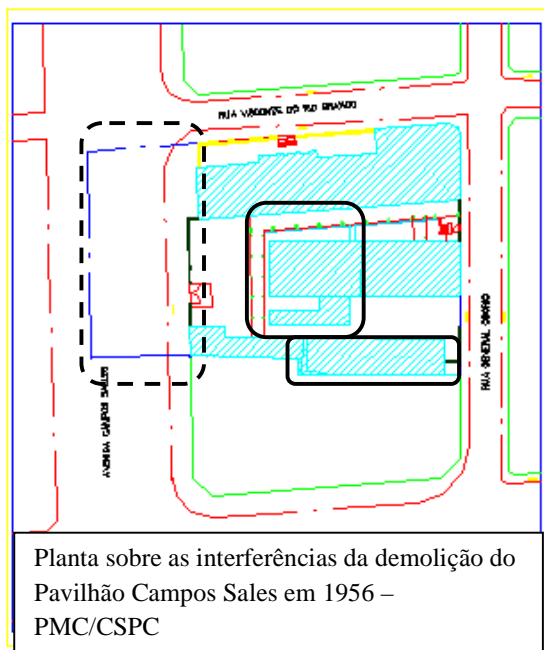 RUA VISCONDE DO RIO BRANCO
AVENIDA CAMPOS SALLES
RUA GENERAL OSORIO
Planta sobre as interferências da demolição do
Pavilhão Campos Sales em 1956 –
PMC/CSPC